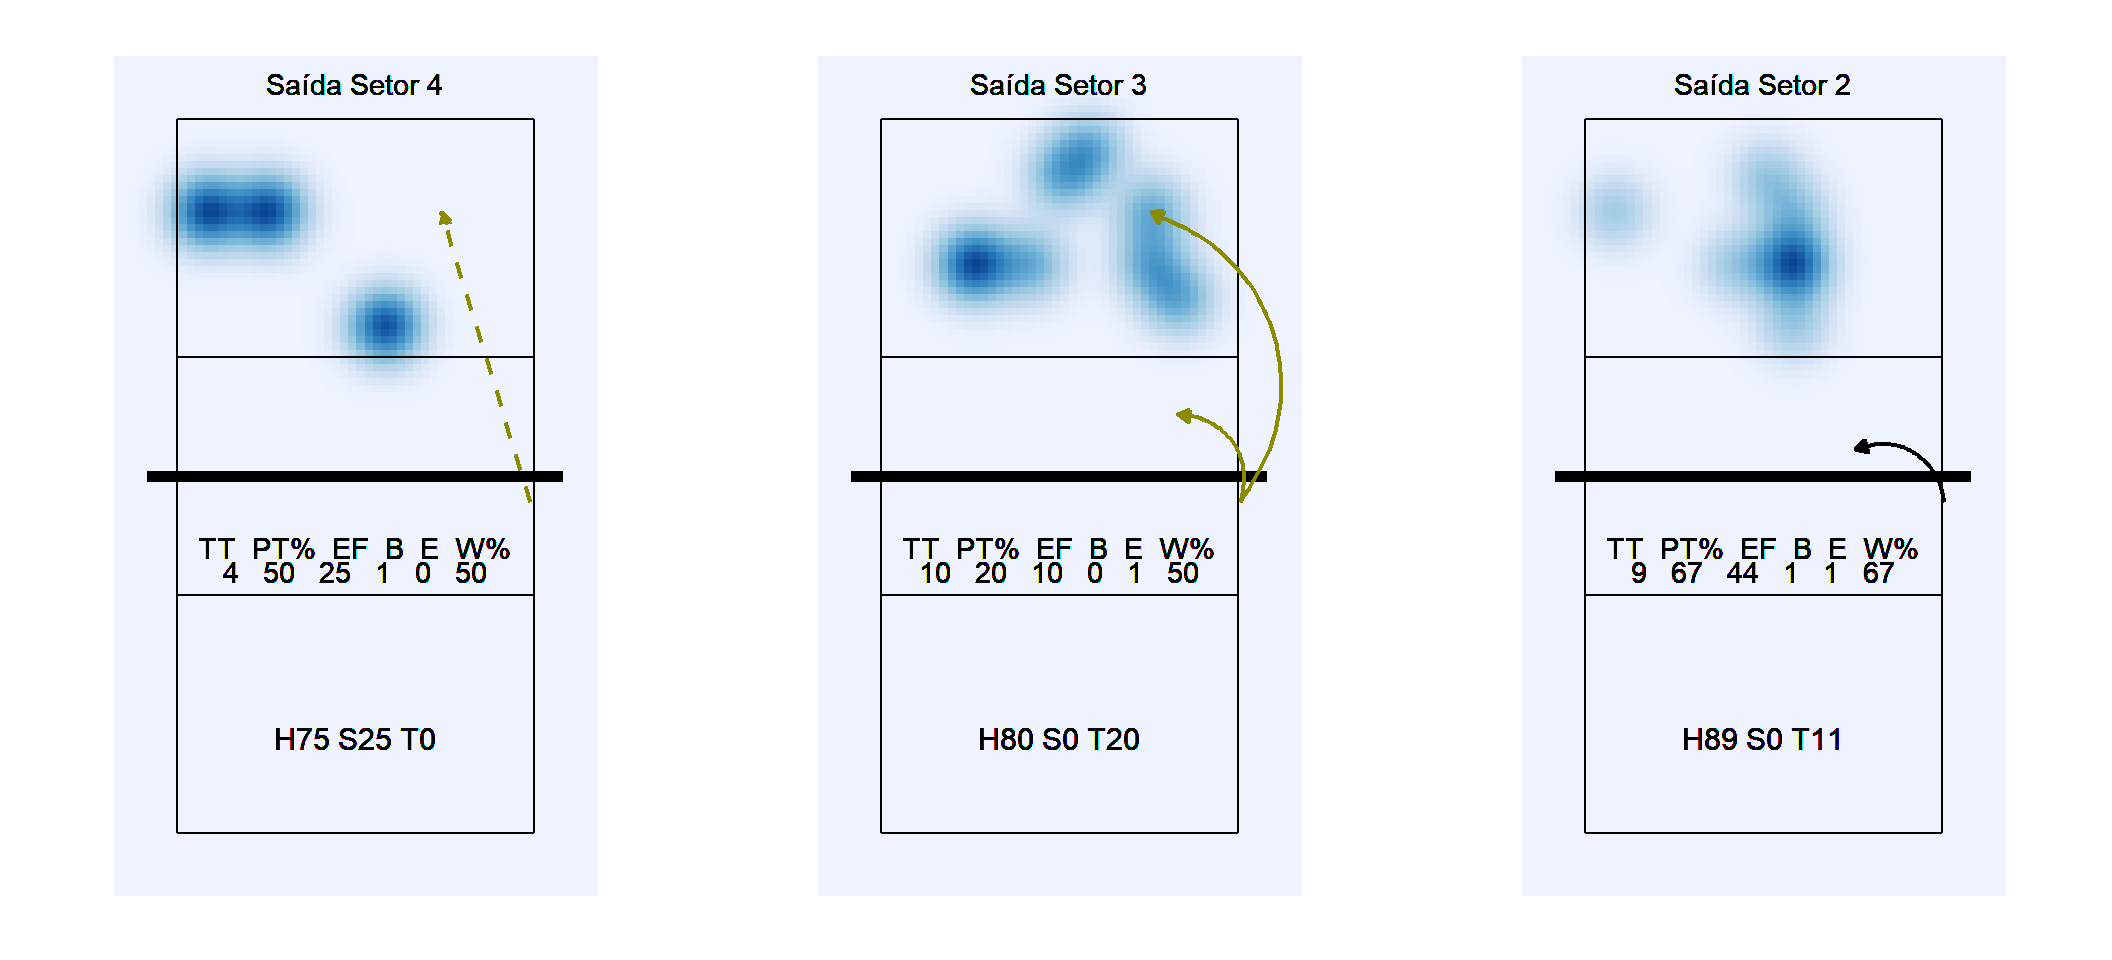 Saída Setor 4
TT PT% EF B E W%
4 50 25 1 0 50
H75 S25 T0
Saída Setor 3
TT PT% EF B E W%
10 20 10 0 1 50
H80 S0 T20
Saída Setor 2
TT PT% EF B E W%
9 67 44 1 1 67
H89 S0 T11